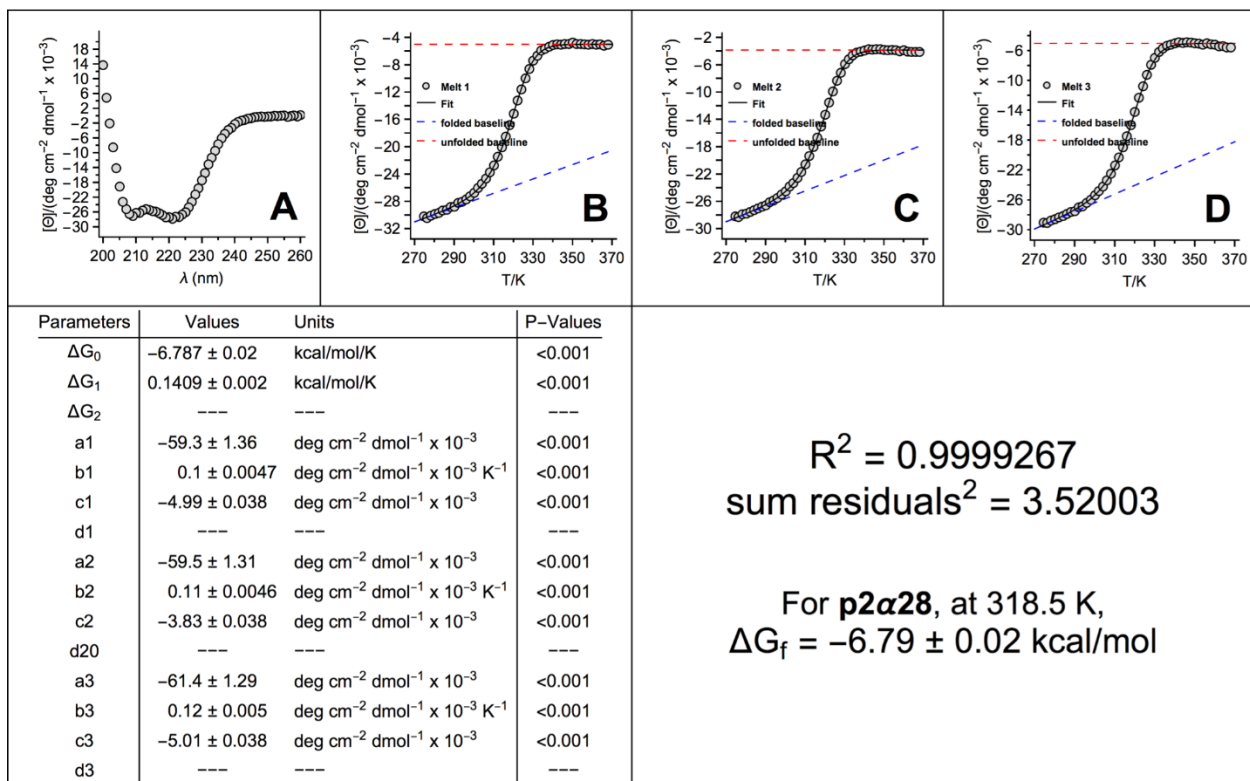 [Θ]/(deg cm⁻² dmol⁻¹ x 10⁻³)
18
14
10
6
2
−2
−6
−10
−14
−18
−22
−26
−30
200 210 220 230 240 250 260
λ (nm)
A
[Θ]/(deg cm⁻² dmol⁻¹ x 10⁻³)
−4
−8
−12
−16
−20
−24
−28
−32
Melt 1
Fit
folded baseline
unfolded baseline
270 290 310 330 350 370
T/K
B
[Θ]/(deg cm⁻² dmol⁻¹ x 10⁻³)
−2
−6
−10
−14
−18
−22
−26
−30
Melt 2
Fit
folded baseline
unfolded baseline
270 290 310 330 350 370
T/K
C
[Θ]/(deg cm⁻² dmol⁻¹ x 10⁻³)
−6
−10
−14
−18
−22
−26
−30
Melt 3
Fit
folded baseline
unfolded baseline
270 290 310 330 350 370
T/K
D
Parameters Values Units P−Values
ΔG₀ −6.787 ± 0.02 kcal/mol/K <0.001
ΔG₁ 0.1409 ± 0.002 kcal/mol/K <0.001
ΔG₂ −−− −−− −−−
a1 −59.3 ± 1.36 deg cm⁻² dmol⁻¹ x 10⁻³ <0.001
b1 0.1 ± 0.0047 deg cm⁻² dmol⁻¹ x 10⁻³ K⁻¹ <0.001
c1 −4.99 ± 0.038 deg cm⁻² dmol⁻¹ x 10⁻³ <0.001
d1 −−− −−− −−−
a2 −59.5 ± 1.31 deg cm⁻² dmol⁻¹ x 10⁻³ <0.001
b2 0.11 ± 0.0046 deg cm⁻² dmol⁻¹ x 10⁻³ K⁻¹ <0.001
c2 −3.83 ± 0.038 deg cm⁻² dmol⁻¹ x 10⁻³ <0.001
d20 −−− −−− −−−
a3 −61.4 ± 1.29 deg cm⁻² dmol⁻¹ x 10⁻³ <0.001
b3 0.12 ± 0.005 deg cm⁻² dmol⁻¹ x 10⁻³ K⁻¹ <0.001
c3 −5.01 ± 0.038 deg cm⁻² dmol⁻¹ x 10⁻³ <0.001
d3 −−− −−− −−−
R² = 0.9999267
sum residuals² = 3.52003
For p2α28, at 318.5 K,
ΔG_f = −6.79 ± 0.02 kcal/mol